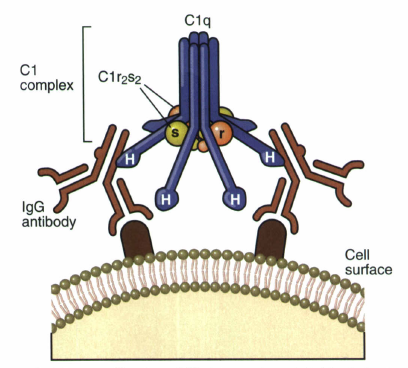 C1q
C1
complex
C1r₂s₂
s
r
H
H
H
H
IgG
antibody
Cell
surface